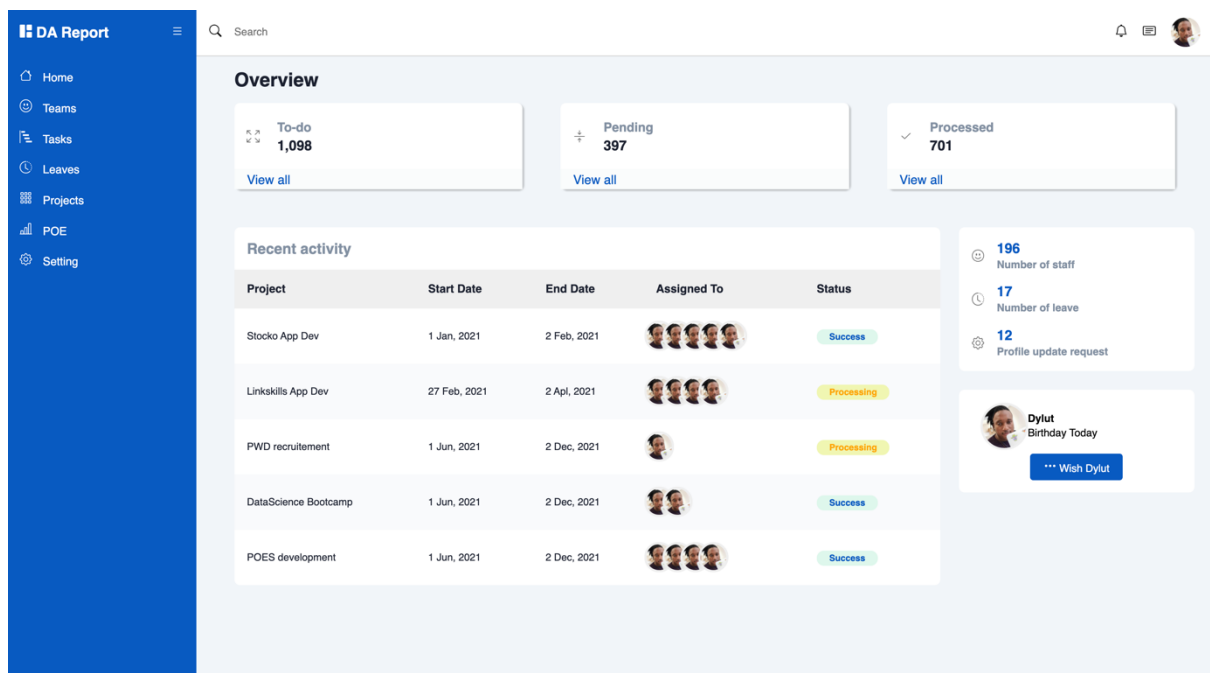 DA Report
Search
Home
Teams
Tasks
Leaves
Projects
POE
Setting
Overview
To-do
1,098
View all
Pending
397
View all
Processed
701
View all
Recent activity
Project Start Date End Date Assigned To Status
Stocko App Dev 1 Jan, 2021 2 Feb, 2021 Success
Linkskills App Dev 27 Feb, 2021 2 Apl, 2021 Processing
PWD recruitement 1 Jun, 2021 2 Dec, 2021 Processing
DataScience Bootcamp 1 Jun, 2021 2 Dec, 2021 Success
POES development 1 Jun, 2021 2 Dec, 2021 Success
196
Number of staff
17
Number of leave
12
Profile update request
Dylut
Birthday Today
Wish Dylut